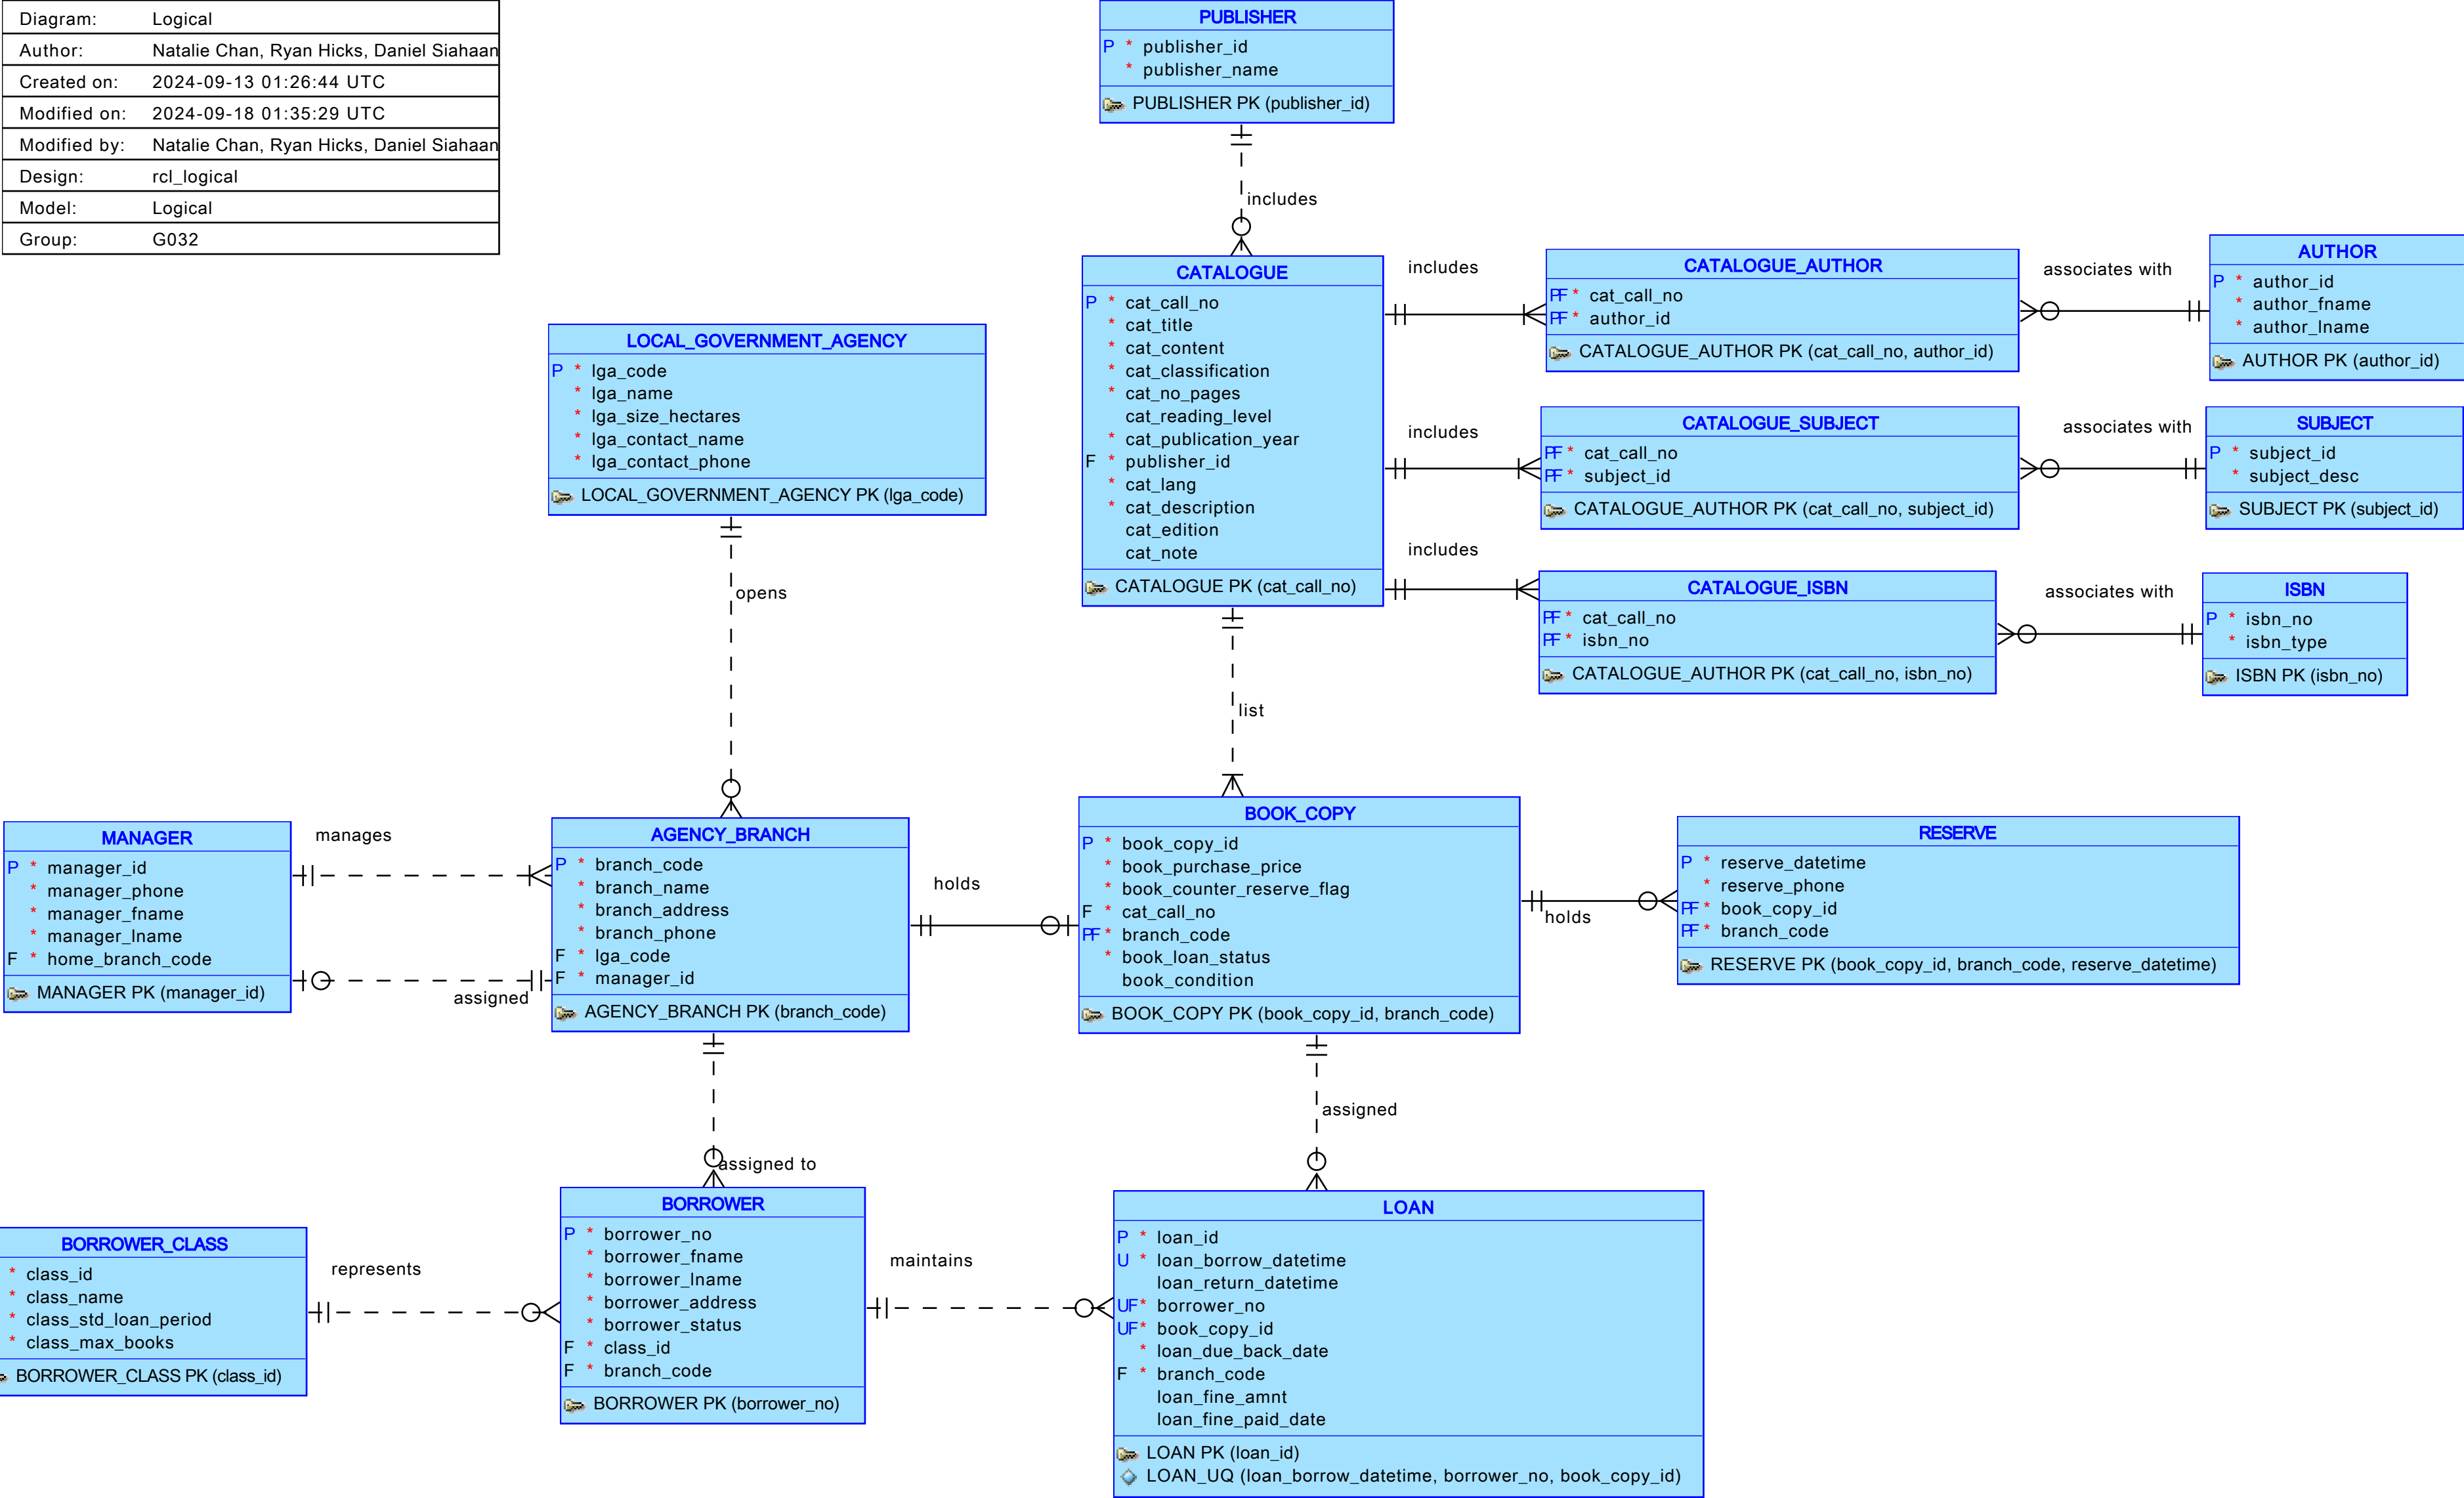 Diagram: Logical
Author: Natalie Chan, Ryan Hicks, Daniel Siahaan
Created on: 2024-09-13 01:26:44 UTC
Modified on: 2024-09-18 01:35:29 UTC
Modified by: Natalie Chan, Ryan Hicks, Daniel Siahaan
Design: rcl_logical
Model: Logical
Group: G032
PUBLISHER
P * publisher_id
* publisher_name
PUBLISHER PK (publisher_id)
includes
CATALOGUE
P * cat_call_no
* cat_title
* cat_content
* cat_classification
* cat_no_pages
cat_reading_level
* cat_publication_year
F * publisher_id
* cat_lang
* cat_description
cat_edition
cat_note
CATALOGUE PK (cat_call_no)
includes
CATALOGUE_AUTHOR
PF * cat_call_no
PF * author_id
CATALOGUE_AUTHOR PK (cat_call_no, author_id)
associates with
AUTHOR
P * author_id
* author_fname
* author_lname
AUTHOR PK (author_id)
includes
CATALOGUE_SUBJECT
PF * cat_call_no
PF * subject_id
CATALOGUE_AUTHOR PK (cat_call_no, subject_id)
associates with
SUBJECT
P * subject_id
* subject_desc
SUBJECT PK (subject_id)
includes
CATALOGUE_ISBN
PF * cat_call_no
PF * isbn_no
CATALOGUE_AUTHOR PK (cat_call_no, isbn_no)
associates with
ISBN
P * isbn_no
* isbn_type
ISBN PK (isbn_no)
LOCAL_GOVERNMENT_AGENCY
P * lga_code
* lga_name
* lga_size_hectares
* lga_contact_name
* lga_contact_phone
LOCAL_GOVERNMENT_AGENCY PK (lga_code)
opens
list
MANAGER
P * manager_id
* manager_phone
* manager_fname
* manager_lname
F * home_branch_code
MANAGER PK (manager_id)
manages
assigned
AGENCY_BRANCH
P * branch_code
* branch_name
* branch_address
* branch_phone
F * lga_code
F * manager_id
AGENCY_BRANCH PK (branch_code)
holds
BOOK_COPY
P * book_copy_id
* book_purchase_price
* book_counter_reserve_flag
F * cat_call_no
PF * branch_code
* book_loan_status
book_condition
BOOK_COPY PK (book_copy_id, branch_code)
holds
RESERVE
P * reserve_datetime
* reserve_phone
PF * book_copy_id
PF * branch_code
RESERVE PK (book_copy_id, branch_code, reserve_datetime)
assigned to
assigned
BORROWER_CLASS
* class_id
* class_name
* class_std_loan_period
* class_max_books
BORROWER_CLASS PK (class_id)
represents
BORROWER
P * borrower_no
* borrower_fname
* borrower_lname
* borrower_address
* borrower_status
F * class_id
F * branch_code
BORROWER PK (borrower_no)
maintains
LOAN
P * loan_id
U * loan_borrow_datetime
loan_return_datetime
UF * borrower_no
UF * book_copy_id
* loan_due_back_date
F * branch_code
loan_fine_amnt
loan_fine_paid_date
LOAN PK (loan_id)
LOAN_UQ (loan_borrow_datetime, borrower_no, book_copy_id)